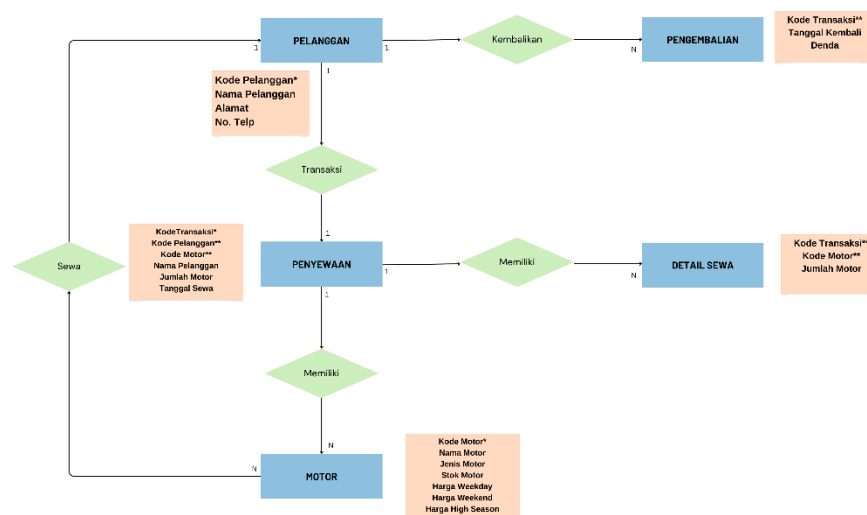 PELANGGAN
1
1
Kembalikan
N
PENGEMBALIAN
Kode Transaksi**
Tanggal Kembali
Denda
1
Kode Pelanggan*
Nama Pelanggan
Alamat
No. Telp
Transaksi
1
Sewa
KodeTransaksi*
Kode Pelanggan**
Kode Motor**
Nama Pelanggan
Jumlah Motor
Tanggal Sewa
PENYEWAAN
1
1
Memiliki
N
DETAIL SEWA
Kode Transaksi**
Kode Motor**
Jumlah Motor
Memiliki
N
N
MOTOR
Kode Motor*
Nama Motor
Jenis Motor
Stok Motor
Harga Weekday
Harga Weekend
Harga High Season